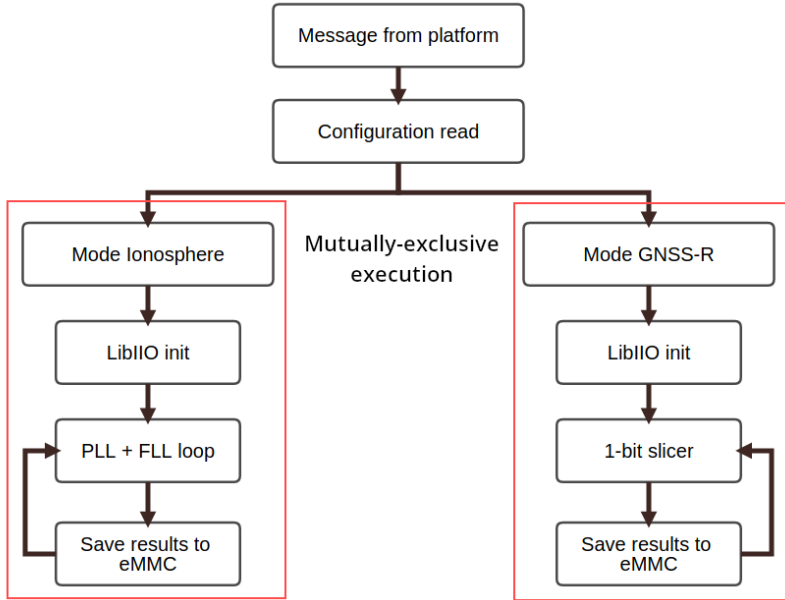 Message from platform
Configuration read
Mode Ionosphere
Mutually-exclusive
execution
Mode GNSS-R
LibIIO init
LibIIO init
PLL + FLL loop
1-bit slicer
Save results to
eMMC
Save results to
eMMC